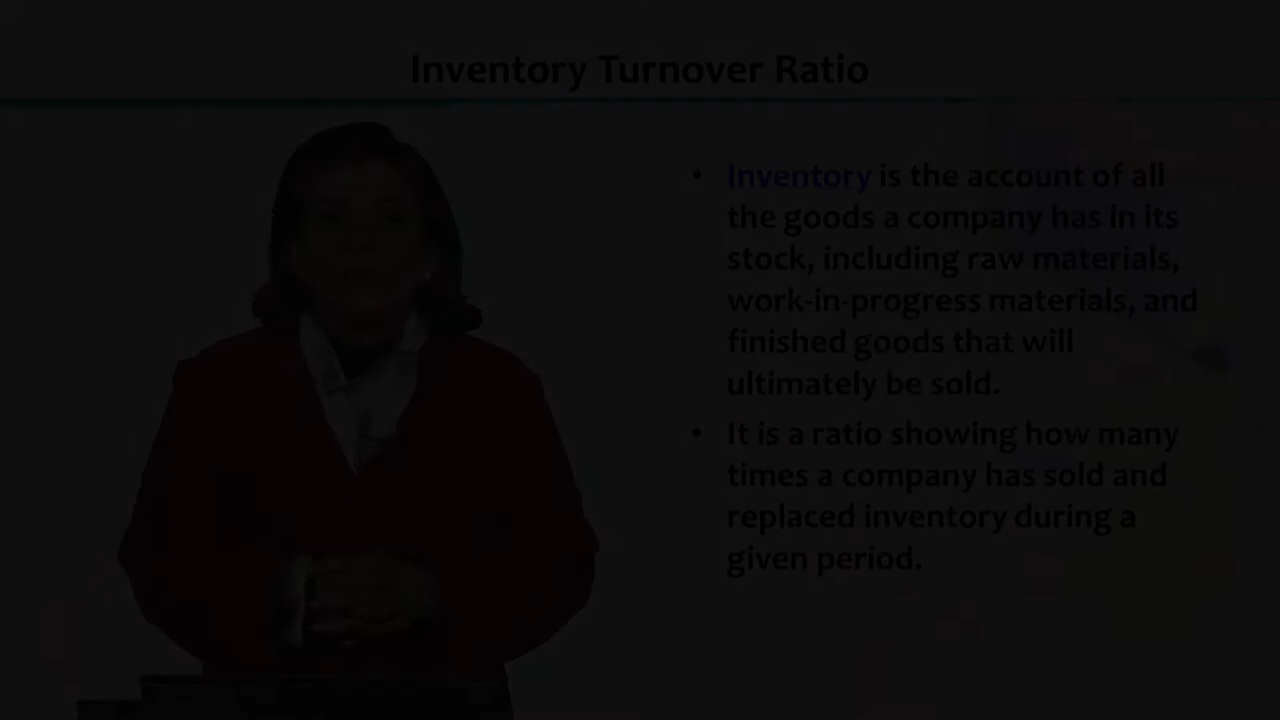 Inventory Turnover Ratio
• Inventory is the account of all
the goods a company has in its
stock, including raw materials,
work-in-progress materials, and
finished goods that will
ultimately be sold.
• It is a ratio showing how many
times a company has sold and
replaced inventory during a
given period.